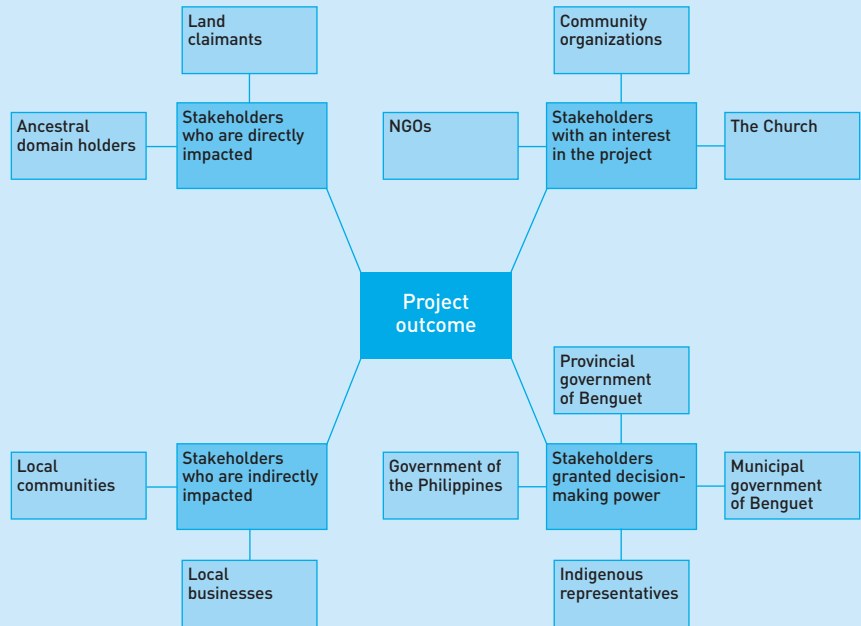 Land
claimants
Ancestral
domain holders
Stakeholders
who are directly
impacted
Community
organizations
NGOs
Stakeholders
with an interest
in the project
The Church
Project
outcome
Local
communities
Stakeholders
who are indirectly
impacted
Local
businesses
Provincial
government
of Benguet
Government of
the Philippines
Stakeholders
granted decision-
making power
Municipal
government
of Benguet
Indigenous
representatives